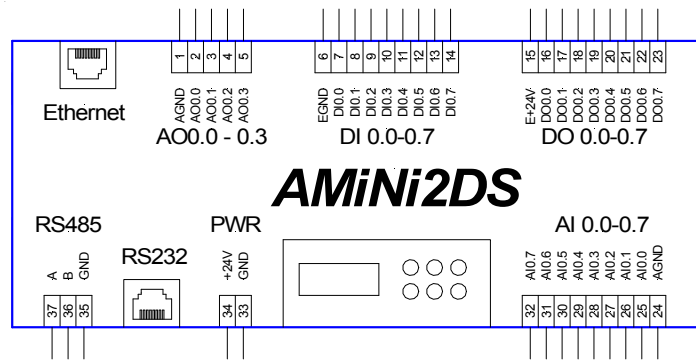 1 2 3 4 5
6 7 8 9 10 11 12 13 14
15 16 17 18 19 20 21 22 23
AGND AO0.0 AO0.1 AO0.2 AO0.3
EGND DI0.0 DI0.1 DI0.2 DI0.3 DI0.4 DI0.5 DI0.6 DI0.7
E+24V DO0.0 DO0.1 DO0.2 DO0.3 DO0.4 DO0.5 DO0.6 DO0.7
Ethernet
AO0.0 - 0.3
DI 0.0-0.7
DO 0.0-0.7
AMiNi2DS
RS485
PWR
AI 0.0-0.7
RS232
A B GND
+24V GND
AI0.7 AI0.6 AI0.5 AI0.4 AI0.3 AI0.2 AI0.1 AI0.0 AGND
37 36 35
34 33
32 31 30 29 28 27 26 25 24